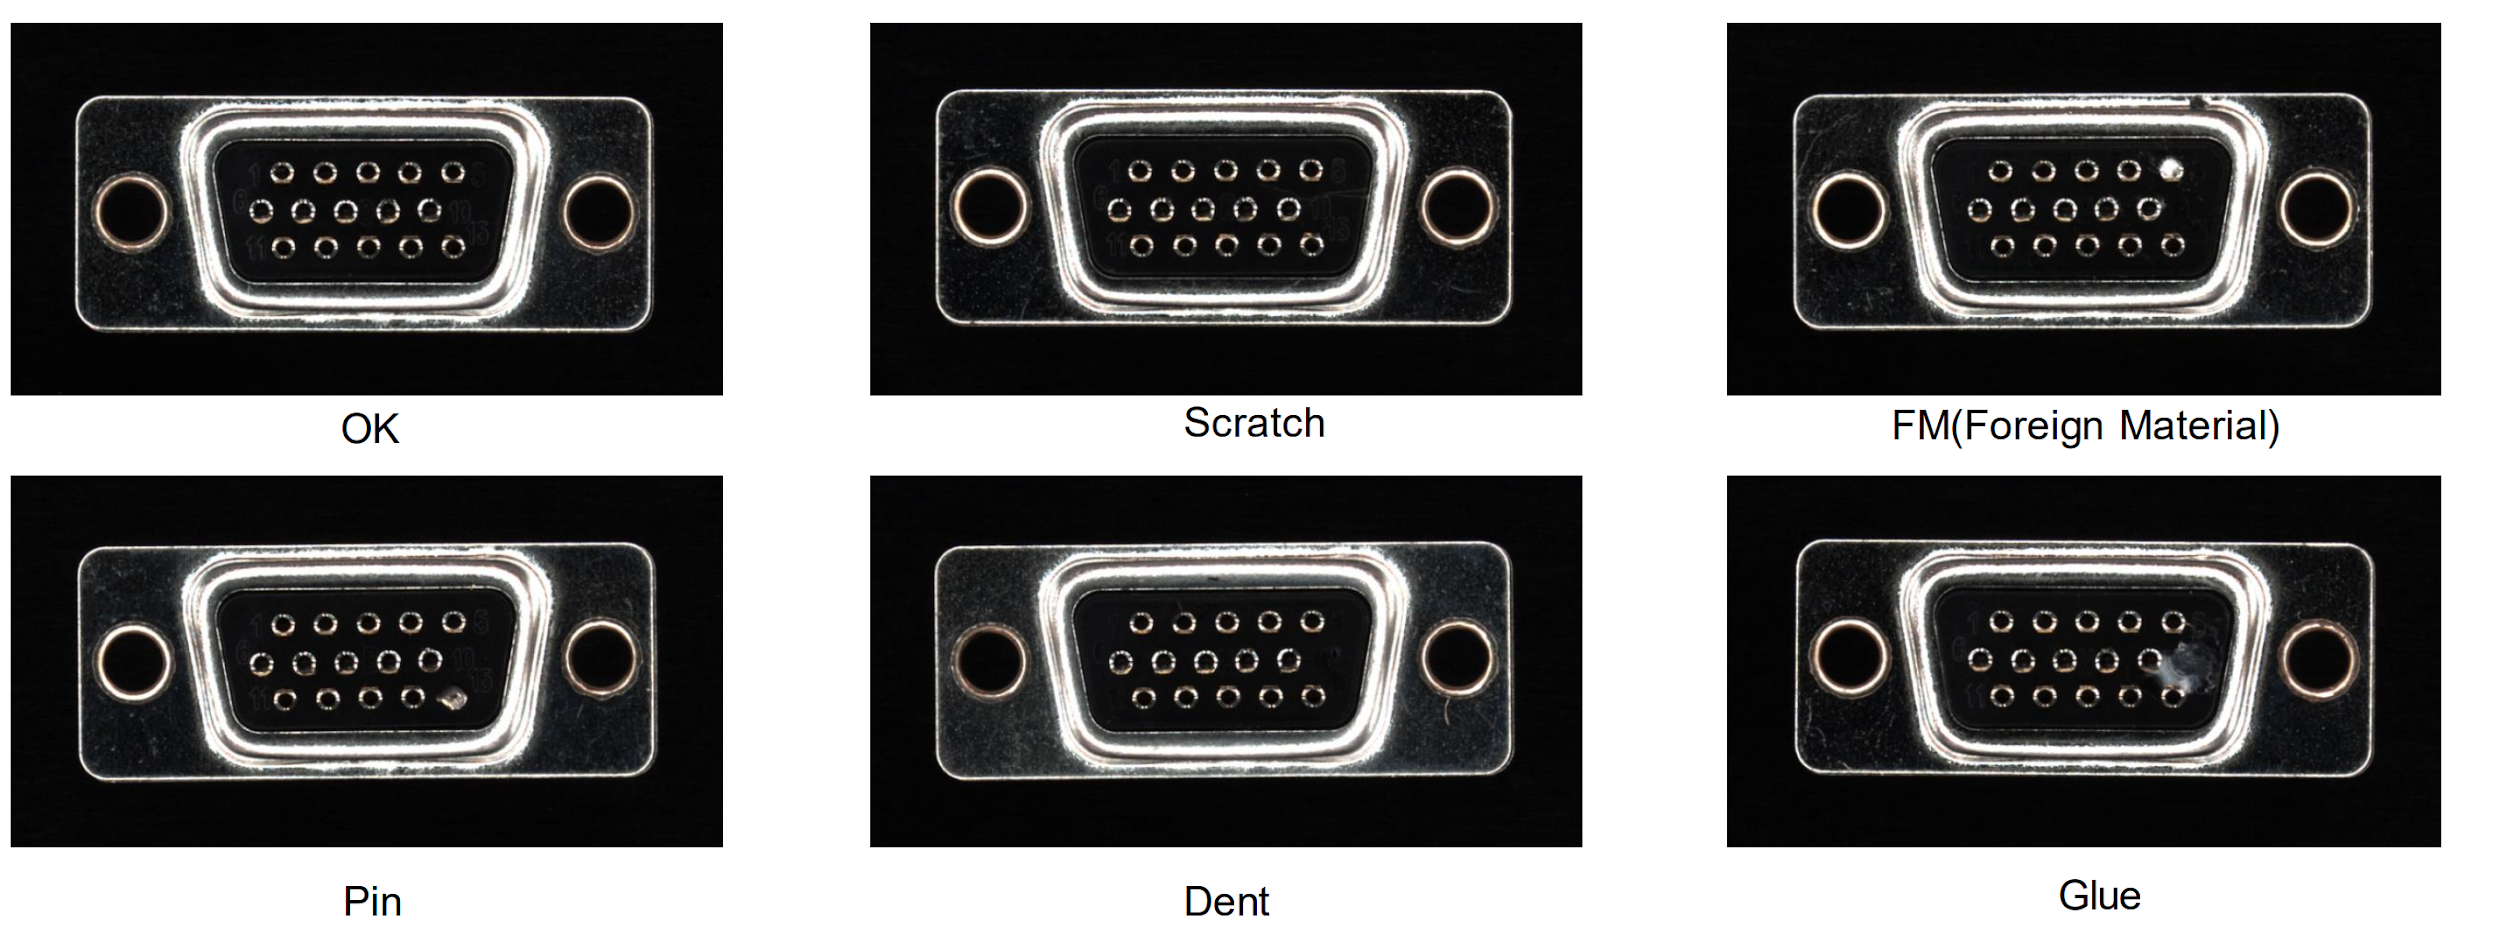 OK
Scratch
FM(Foreign Material)
Pin
Dent
Glue